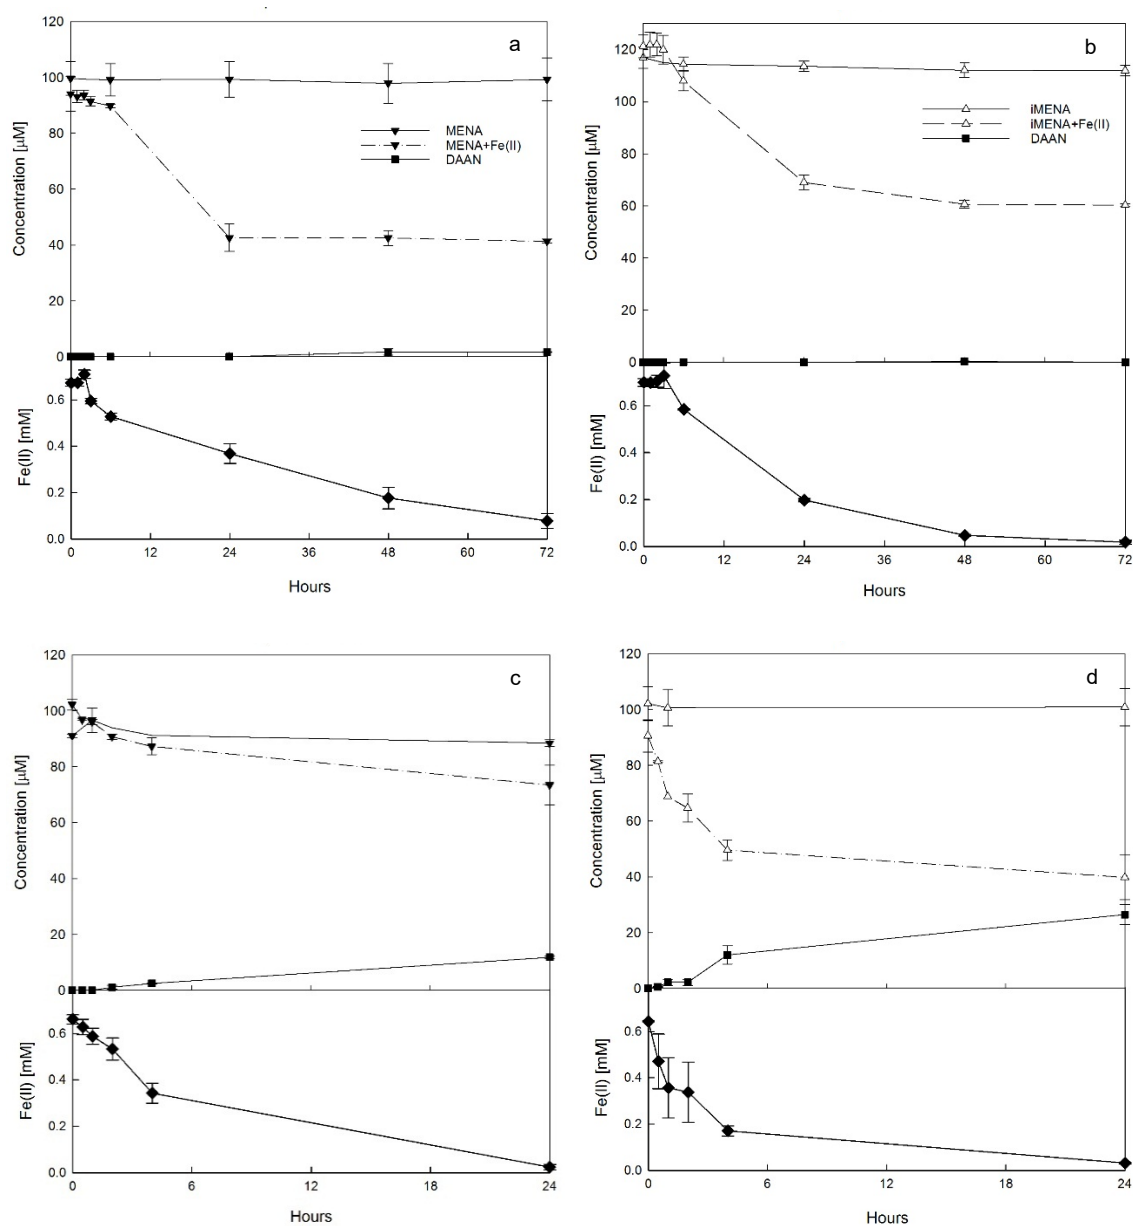 a
120
100
80
60
40
20
0
Concentration [µM]
MENA
MENA+Fe(II)
DAAN
0.6
0.4
0.2
0.0
Fe(II) [mM]
0 12 24 36 48 60 72
Hours
b
120
100
80
60
40
20
0
Concentration [µM]
iMENA
iMENA+Fe(II)
DAAN
0.6
0.4
0.2
0.0
Fe(II) [mM]
0 12 24 36 48 60 72
Hours
c
120
100
80
60
40
20
0
Concentration [µM]
0.6
0.4
0.2
0.0
Fe(II) [mM]
0 6 12 18 24
Hours
d
120
100
80
60
40
20
0
Concentration [µM]
0.6
0.4
0.2
0.0
Fe(II) [mM]
0 6 12 18 24
Hours